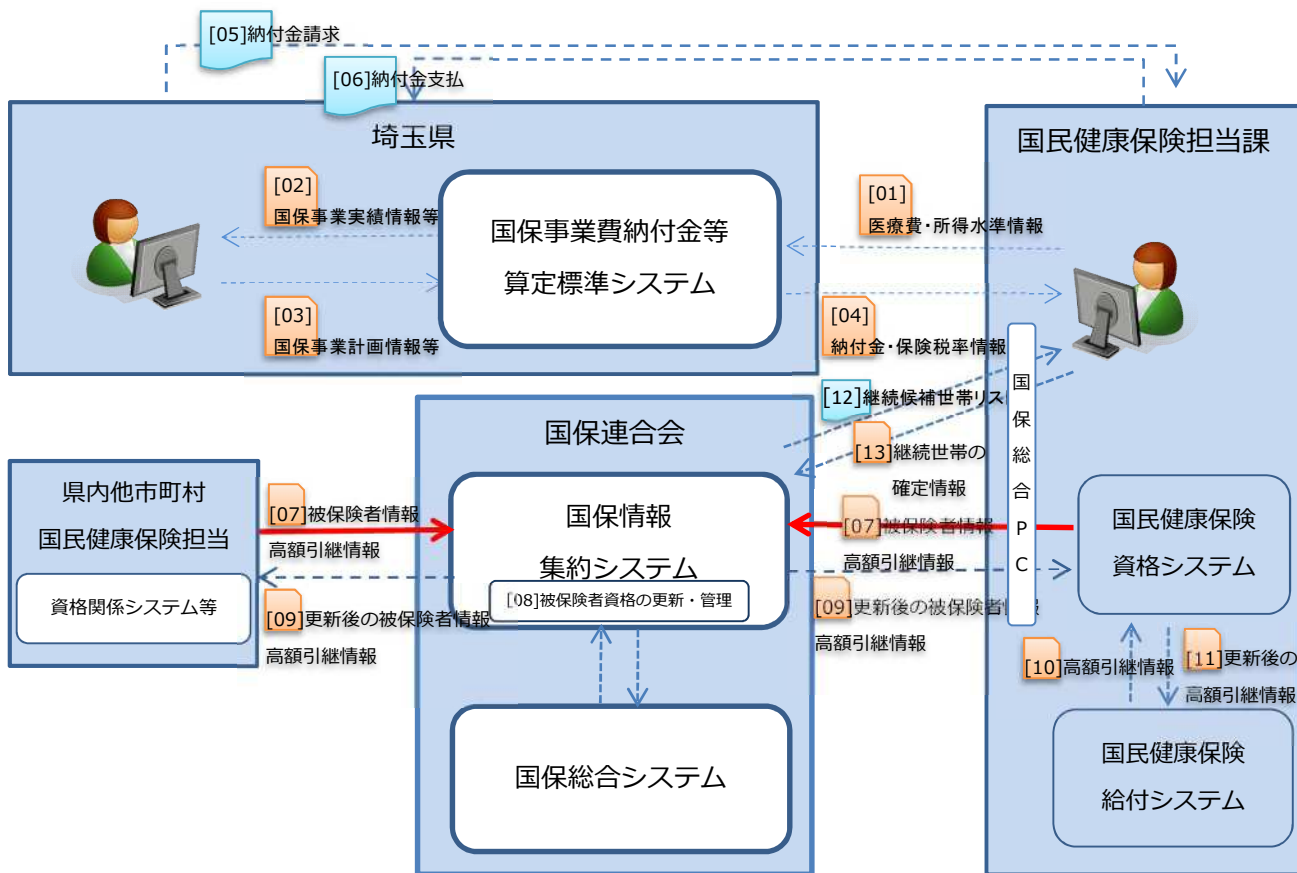 [05]納付金請求
[06]納付金支払
埼玉県
[02]
国保事業実績情報等
[03]
国保事業計画情報等
国保事業費納付金等
算定標準システム
国民健康保険担当課
[01]
医療費・所得水準情報
[04]
納付金・保険税率情報
[12]継続候補世帯リス
[13]継続世帯の
確定情報
国保総合PC
国保連合会
国保情報
集約システム
[08]被保険者資格の更新・管理
国保総合システム
県内他市町村
国民健康保険担当
資格関係システム等
[07]被保険者情報
高額引継情報
[09]更新後の被保険者情報
高額引継情報
[07]被保険者情報
高額引継情報
[09]更新後の被保険者情報
高額引継情報
国民健康保険
資格システム
[10]高額引継情報
[11]更新後の
高額引継情報
国民健康保険
給付システム